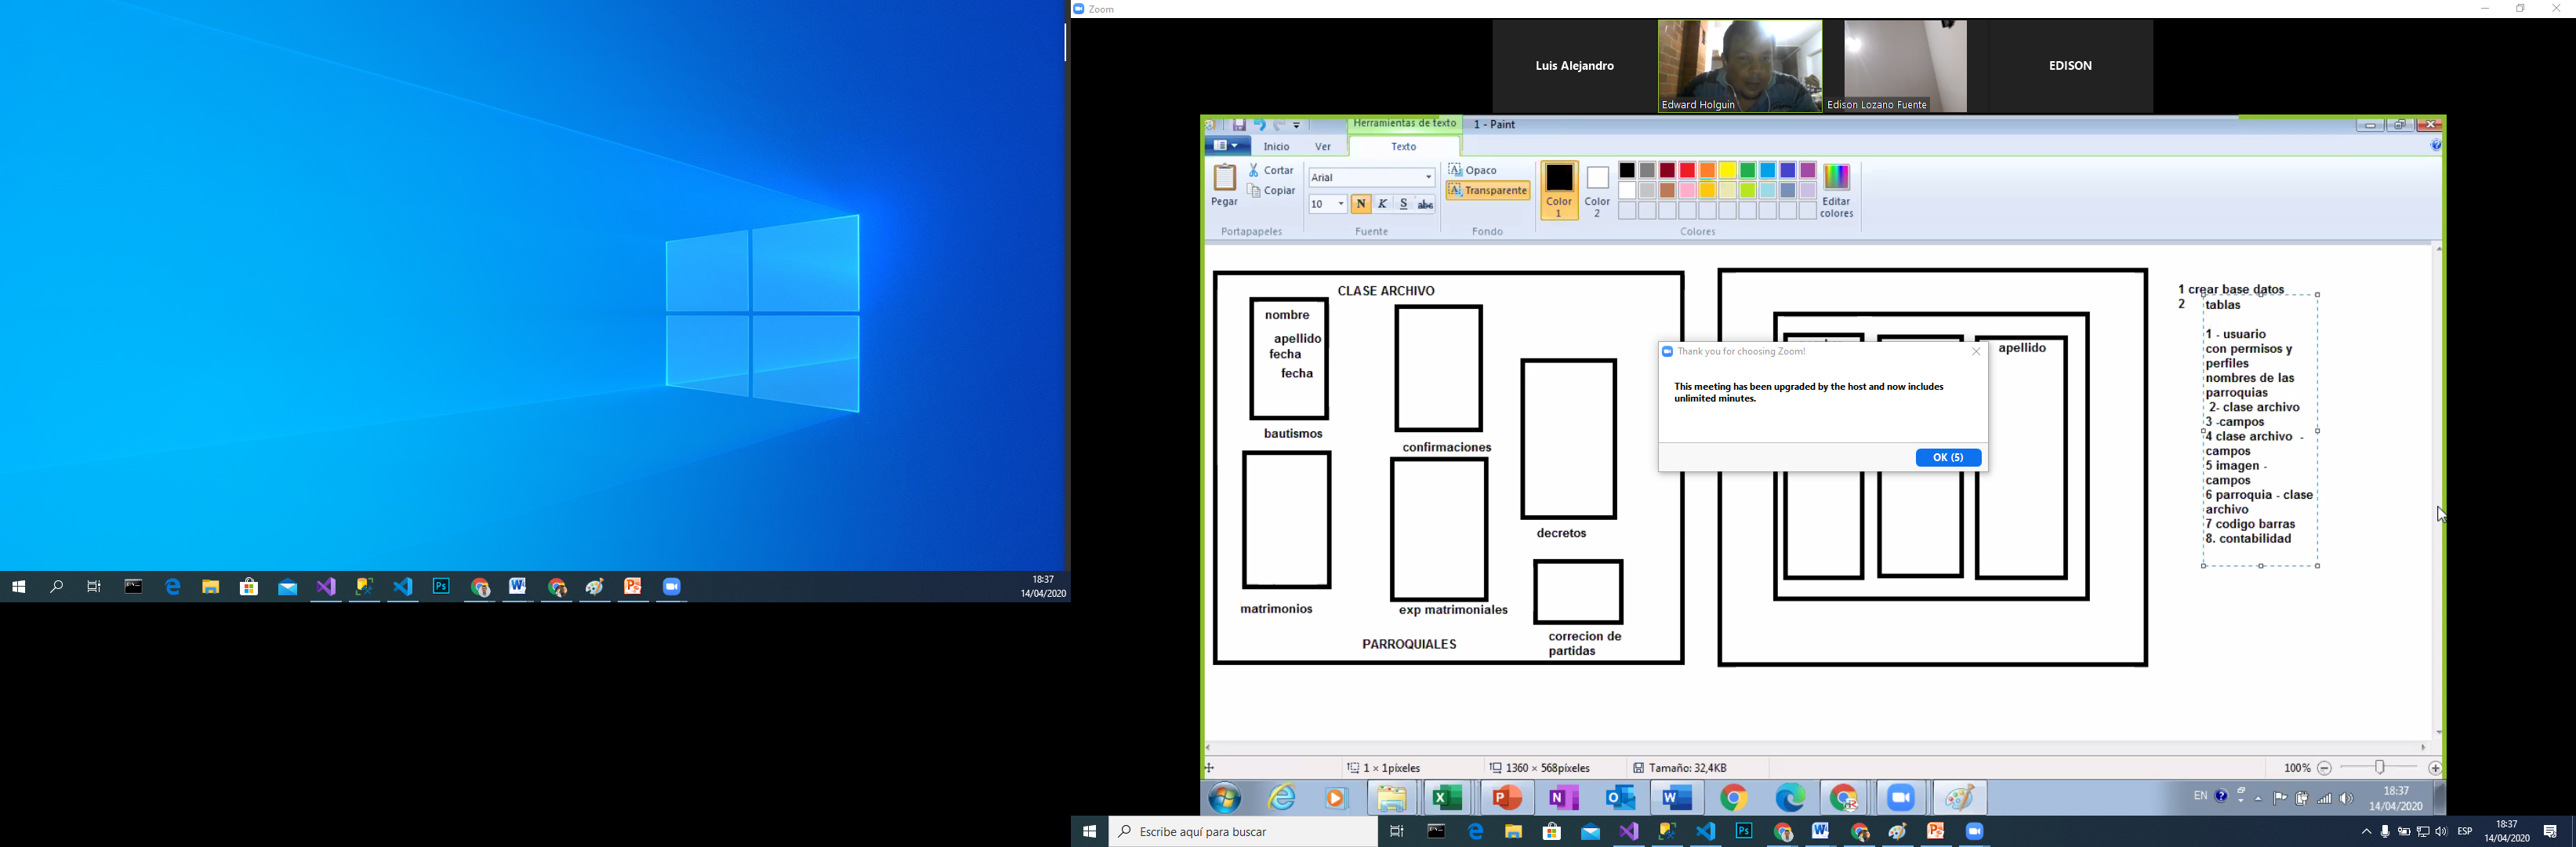 18:37
14/04/2020
Zoom
Luis Alejandro
Edward Holguin
Edison Lozano Fuente
EDISON
Herramientas de texto
1 - Paint
Inicio
Ver
Texto
Pegar
Cortar
Copiar
Portapapeles
Arial
10
N K S abc
Fuente
Opaco
Transparente
Fondo
Color 1
Color 2
Editar colores
Colores
CLASE ARCHIVO
nombre
apellido
fecha
fecha
bautismos
confirmaciones
decretos
matrimonios
exp matrimoniales
correcion de
partidas
PARROQUIALES
apellido
Thank you for choosing Zoom!
This meeting has been upgraded by the host and now includes
unlimited minutes.
OK (5)
1 crear base datos
2 tablas
1 - usuario
con permisos y
perfiles
nombres de las
parroquias
2- clase archivo
3 -campos
4 clase archivo -
campos
5 imagen -
campos
6 parroquia - clase
archivo
7 codigo barras
8. contabilidad
1 × 1píxeles
1360 × 568píxeles
Tamaño: 32,4KB
100%
EN
18:37
14/04/2020
Escribe aquí para buscar
ESP
18:37
14/04/2020